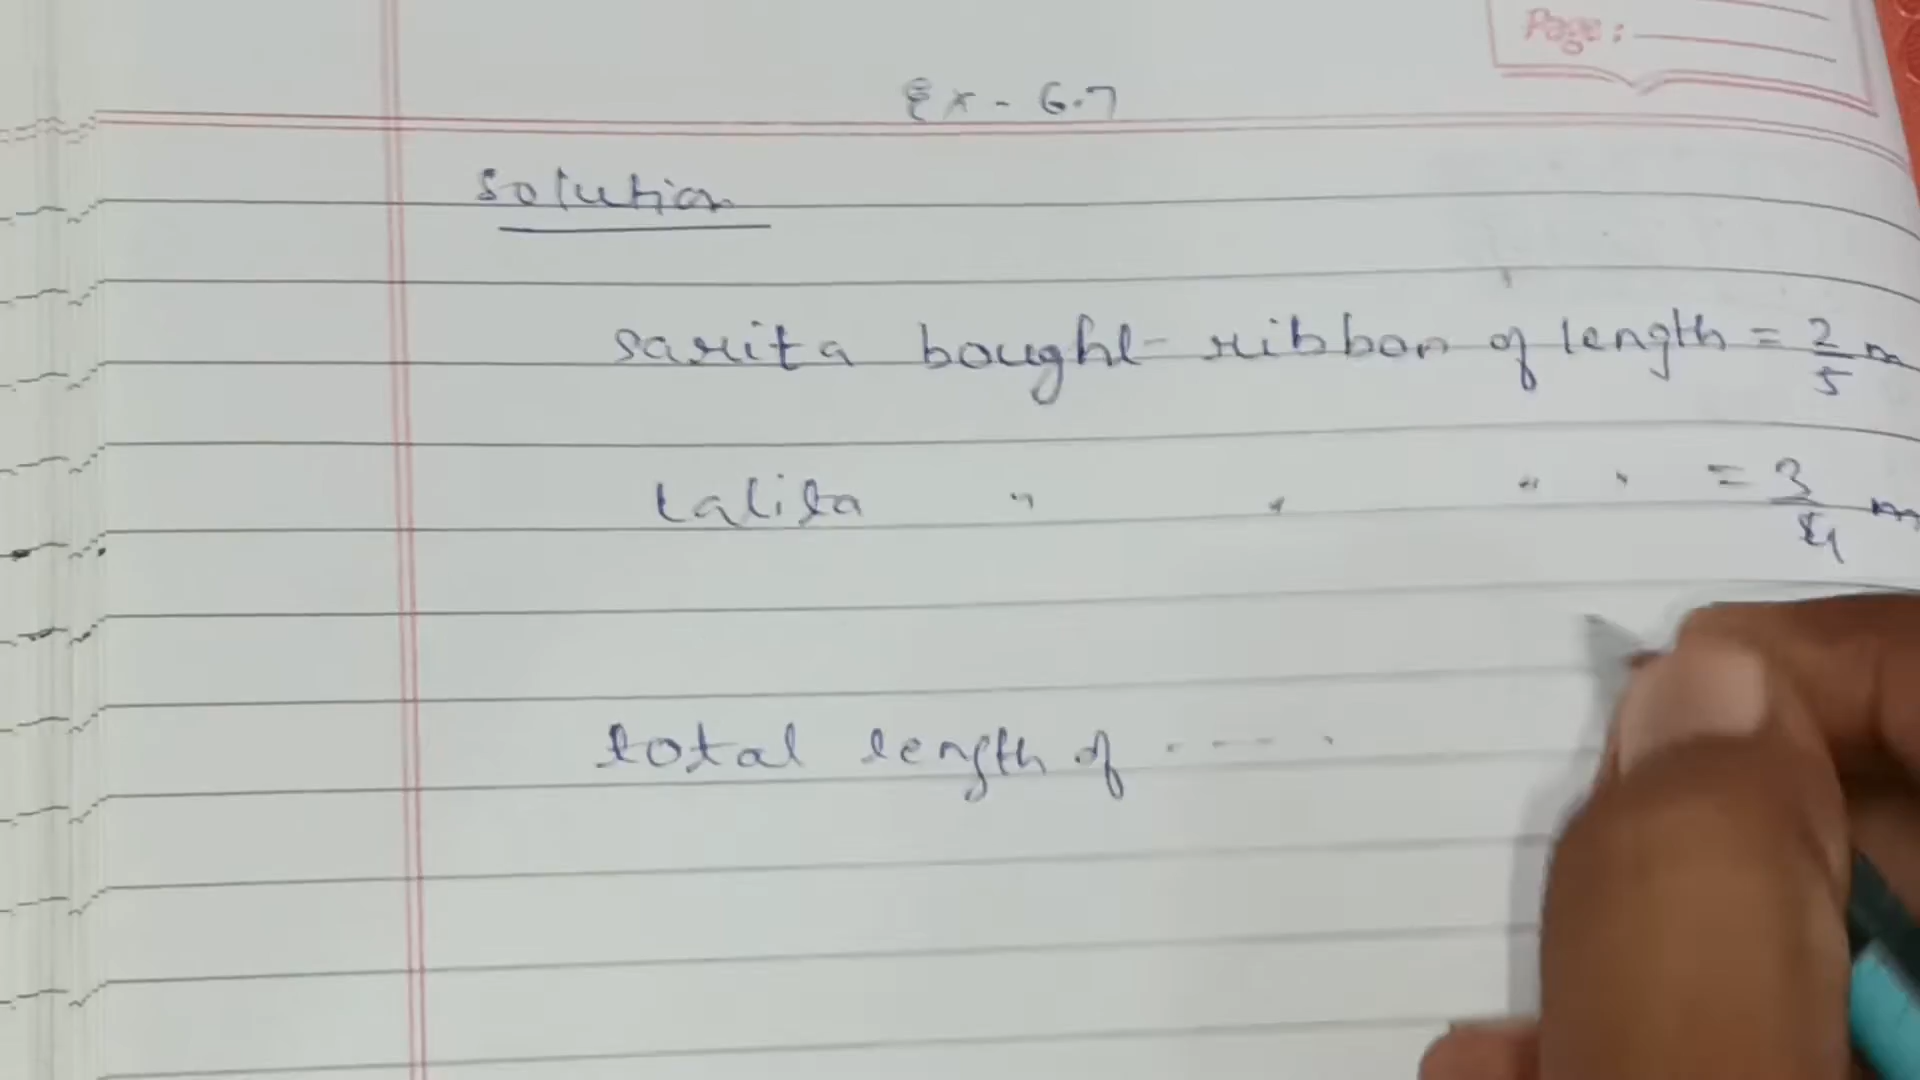 Page:
Ex - 6.7
Solution
Sarita bought ribbon of length = 2/5 m
Lalita " " " " = 3/4 m
total length of - - - - -